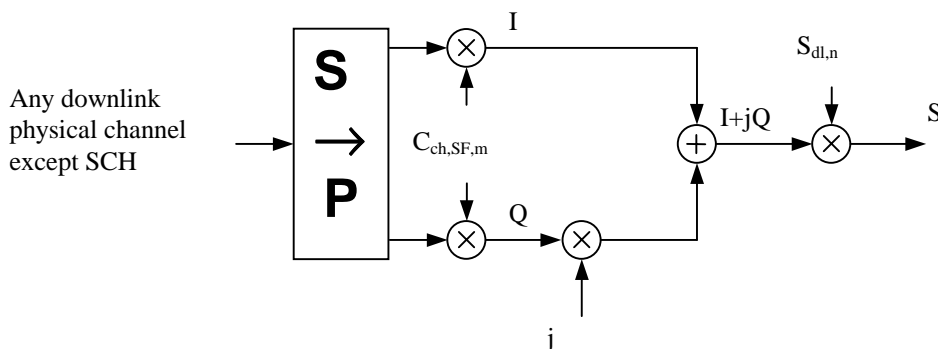 Any downlink
physical channel
except SCH
S
→
P
I
C_ch,SF,m
Q
j
I+jQ
S_dl,n
S